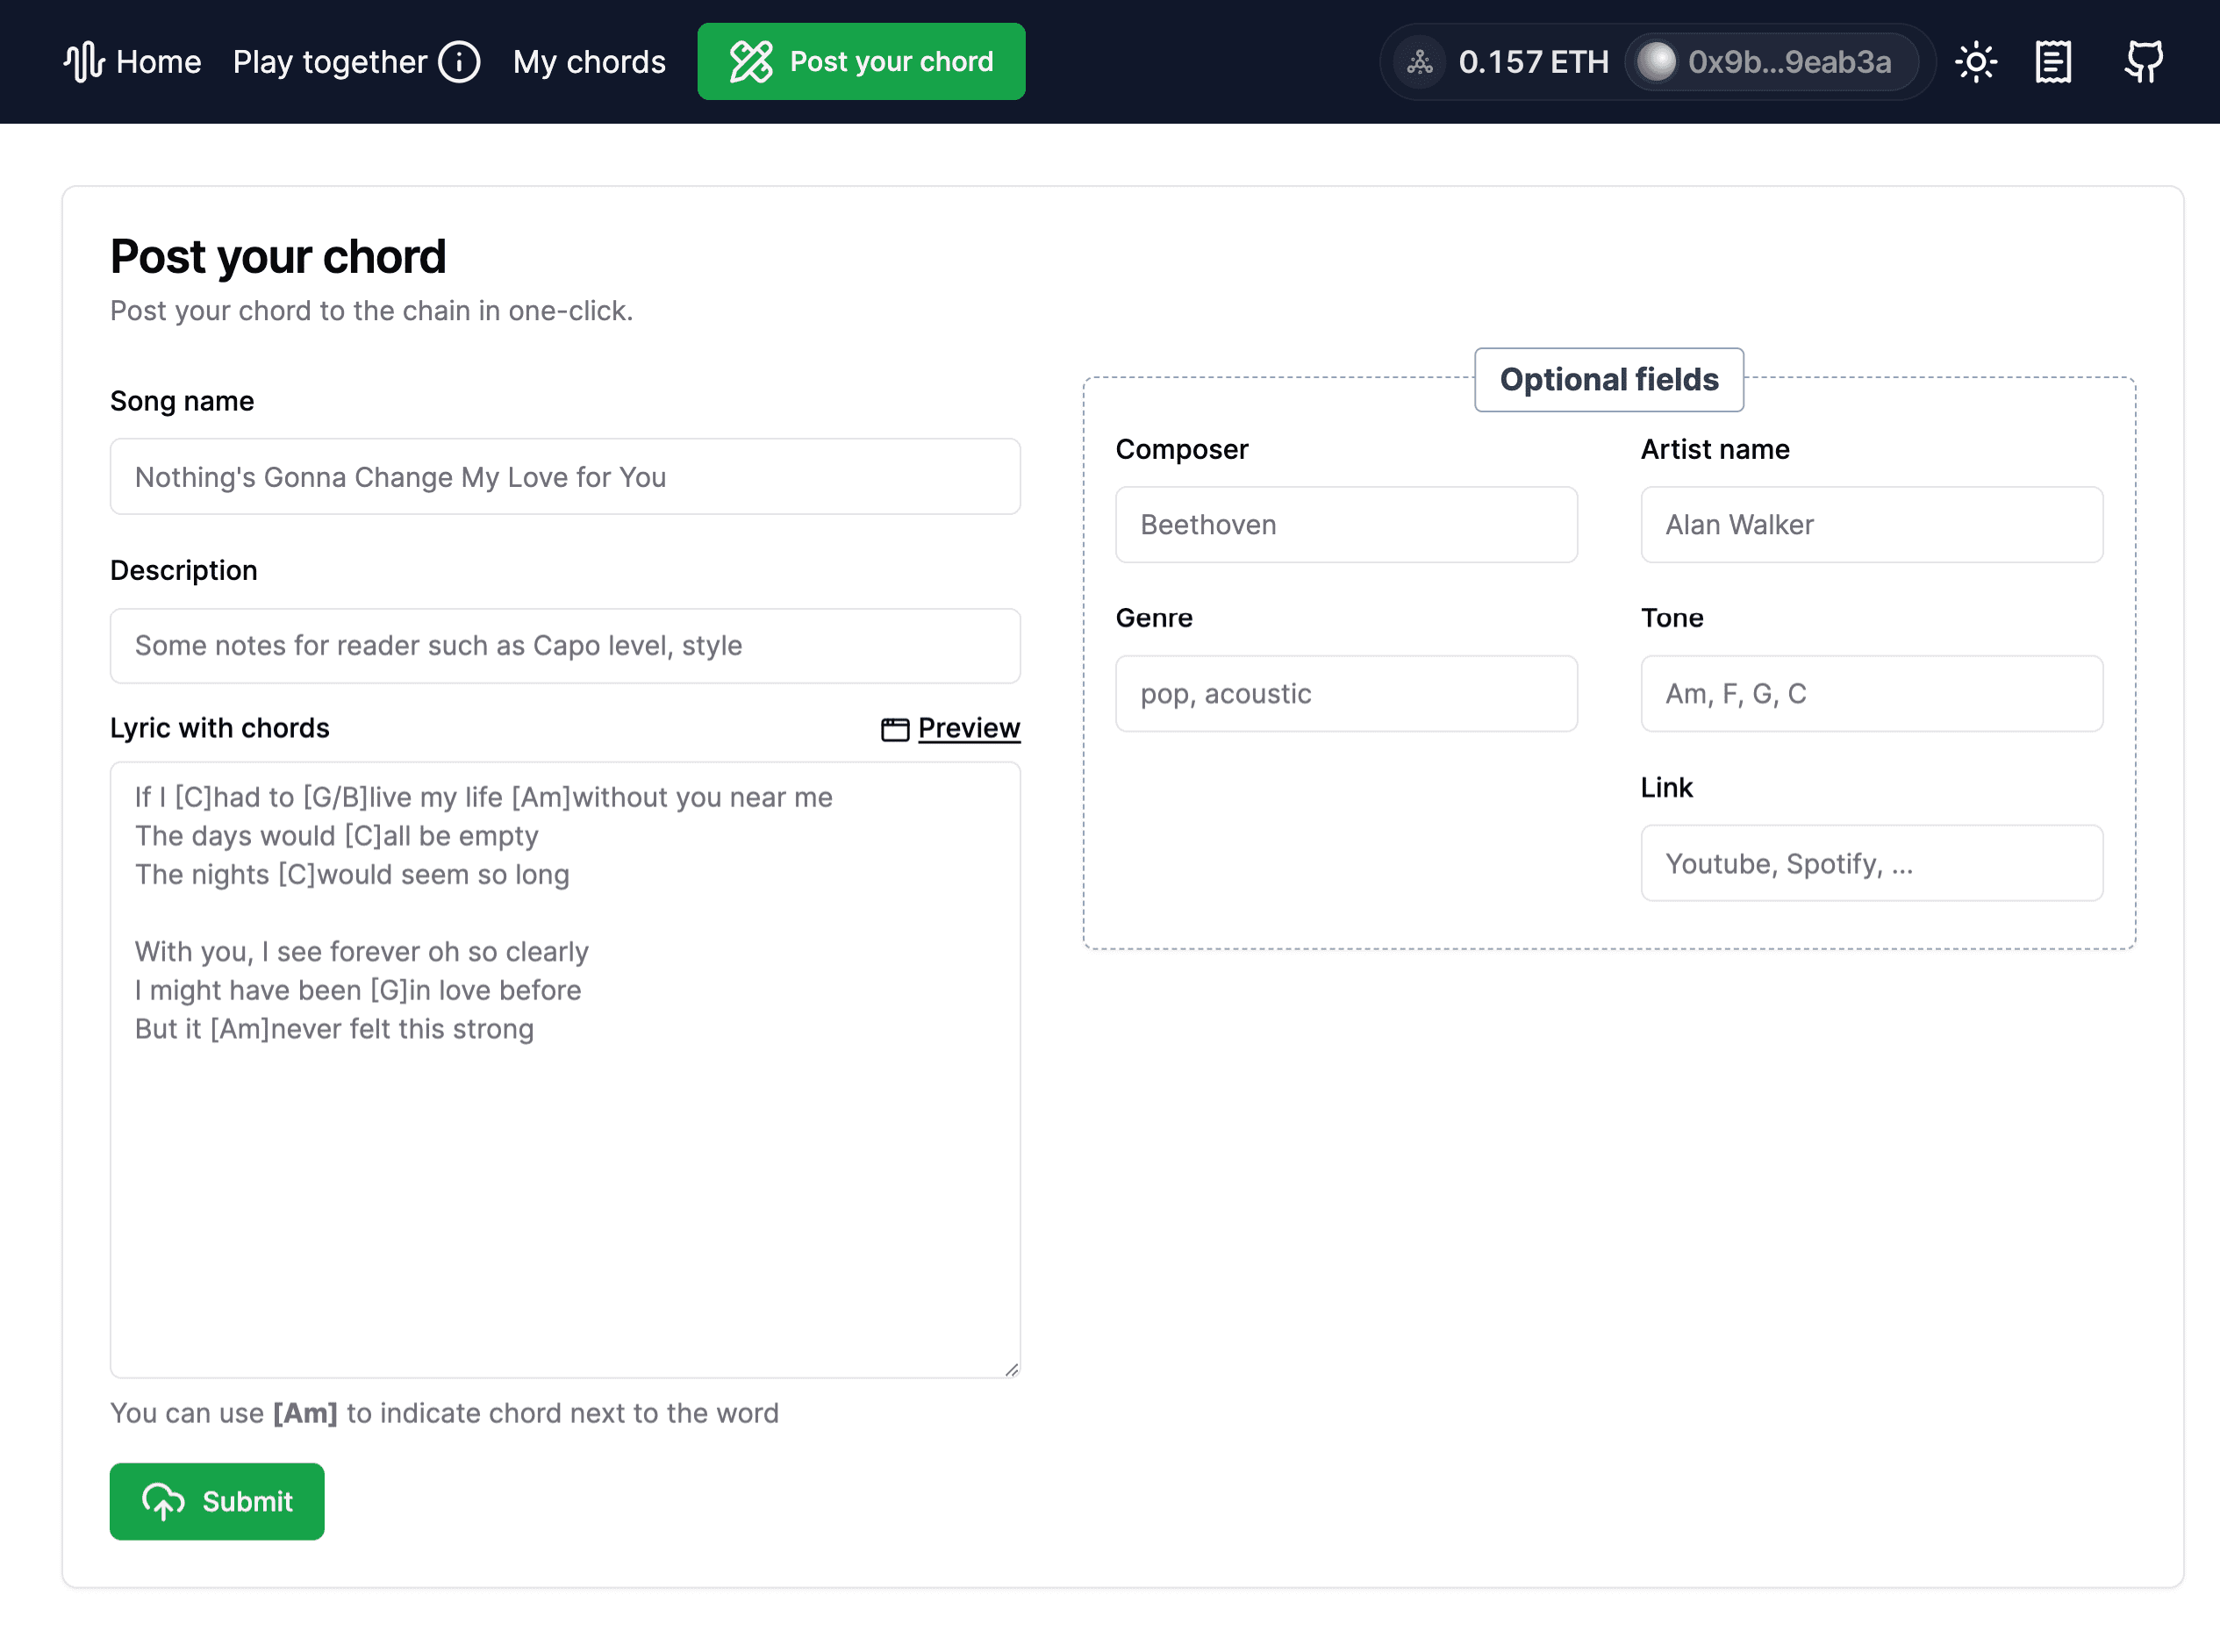 Home Play together My chords Post your chord 0.157 ETH 0x9b...9eab3a
Post your chord
Post your chord to the chain in one-click.
Song name
Nothing's Gonna Change My Love for You
Description
Some notes for reader such as Capo level, style
Lyric with chords Preview
If I [C]had to [G/B]live my life [Am]without you near me
The days would [C]all be empty
The nights [C]would seem so long
With you, I see forever oh so clearly
I might have been [G]in love before
But it [Am]never felt this strong
You can use [Am] to indicate chord next to the word
Submit
Optional fields
Composer Artist name
Beethoven Alan Walker
Genre Tone
pop, acoustic Am, F, G, C
Link
Youtube, Spotify, ...